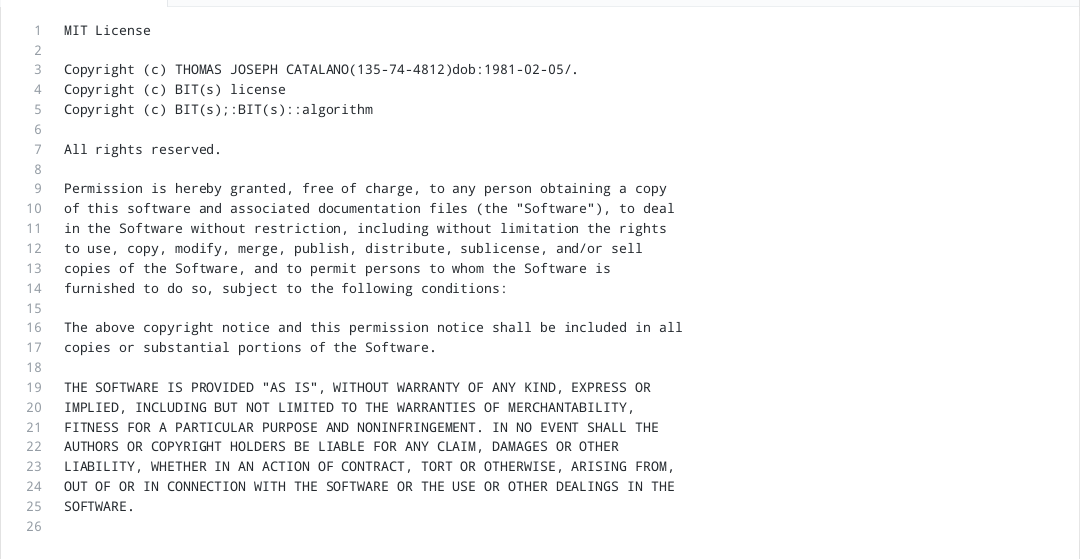 1 MIT License
2
3 Copyright (c) THOMAS JOSEPH CATALANO(135-74-4812)dob:1981-02-05/.
4 Copyright (c) BIT(s) license
5 Copyright (c) BIT(s);:BIT(s)::algorithm
6
7 All rights reserved.
8
9 Permission is hereby granted, free of charge, to any person obtaining a copy
10 of this software and associated documentation files (the "Software"), to deal
11 in the Software without restriction, including without limitation the rights
12 to use, copy, modify, merge, publish, distribute, sublicense, and/or sell
13 copies of the Software, and to permit persons to whom the Software is
14 furnished to do so, subject to the following conditions:
15
16 The above copyright notice and this permission notice shall be included in all
17 copies or substantial portions of the Software.
18
19 THE SOFTWARE IS PROVIDED "AS IS", WITHOUT WARRANTY OF ANY KIND, EXPRESS OR
20 IMPLIED, INCLUDING BUT NOT LIMITED TO THE WARRANTIES OF MERCHANTABILITY,
21 FITNESS FOR A PARTICULAR PURPOSE AND NONINFRINGEMENT. IN NO EVENT SHALL THE
22 AUTHORS OR COPYRIGHT HOLDERS BE LIABLE FOR ANY CLAIM, DAMAGES OR OTHER
23 LIABILITY, WHETHER IN AN ACTION OF CONTRACT, TORT OR OTHERWISE, ARISING FROM,
24 OUT OF OR IN CONNECTION WITH THE SOFTWARE OR THE USE OR OTHER DEALINGS IN THE
25 SOFTWARE.
26